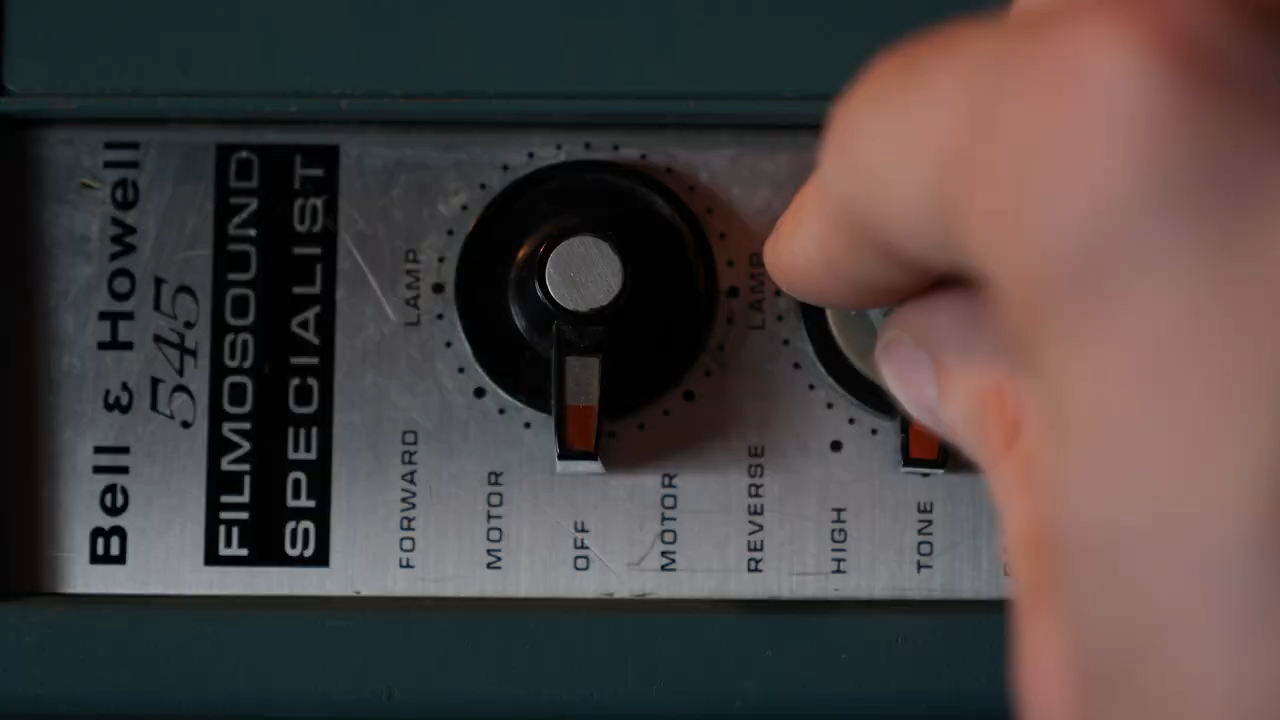 Bell & Howell
545
FILMOSOUND
SPECIALIST
LAMP
FORWARD
MOTOR
OFF
MOTOR
LAMP
REVERSE
HIGH
TONE